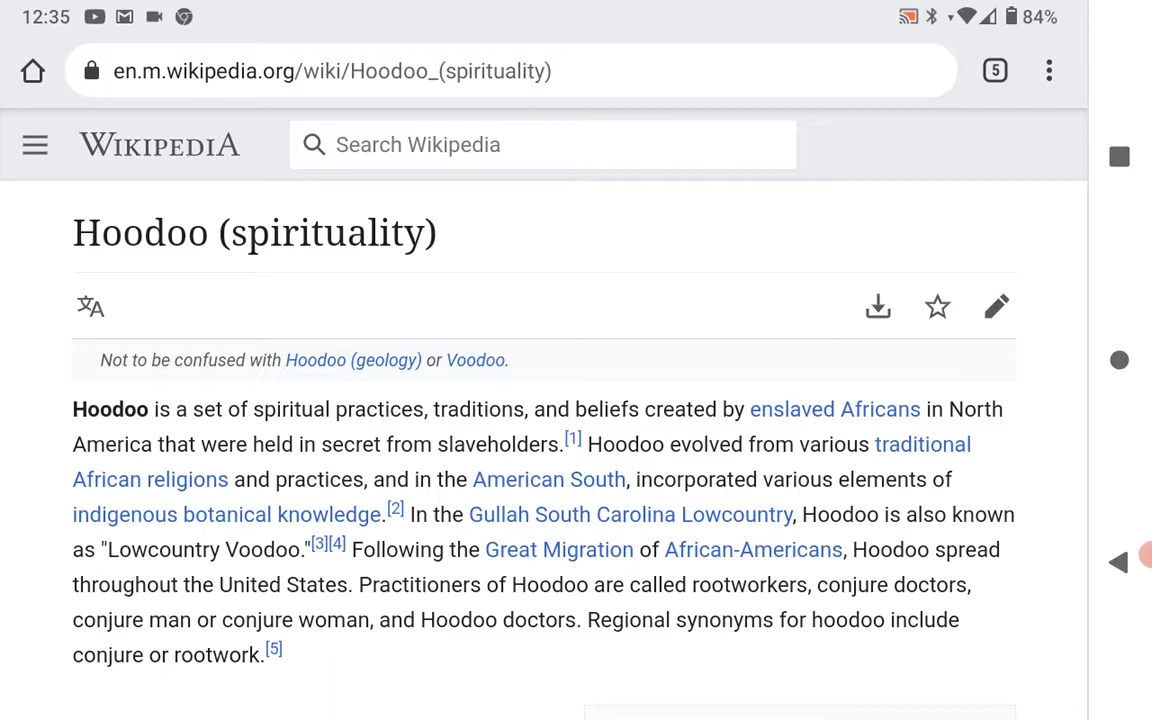 12:35 84%
en.m.wikipedia.org/wiki/Hoodoo_(spirituality) 5
WIKIPEDIA Search Wikipedia
Hoodoo (spirituality)
文A
Not to be confused with Hoodoo (geology) or Voodoo.
Hoodoo is a set of spiritual practices, traditions, and beliefs created by enslaved Africans in North
America that were held in secret from slaveholders.[1] Hoodoo evolved from various traditional
African religions and practices, and in the American South, incorporated various elements of
indigenous botanical knowledge.[2] In the Gullah South Carolina Lowcountry, Hoodoo is also known
as "Lowcountry Voodoo."[3][4] Following the Great Migration of African-Americans, Hoodoo spread
throughout the United States. Practitioners of Hoodoo are called rootworkers, conjure doctors,
conjure man or conjure woman, and Hoodoo doctors. Regional synonyms for hoodoo include
conjure or rootwork.[5]